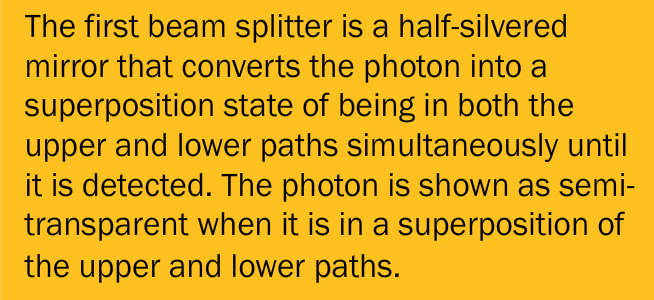 The first beam splitter is a half-silvered
mirror that converts the photon into a
superposition state of being in both the
upper and lower paths simultaneously until
it is detected. The photon is shown as semi-
transparent when it is in a superposition of
the upper and lower paths.